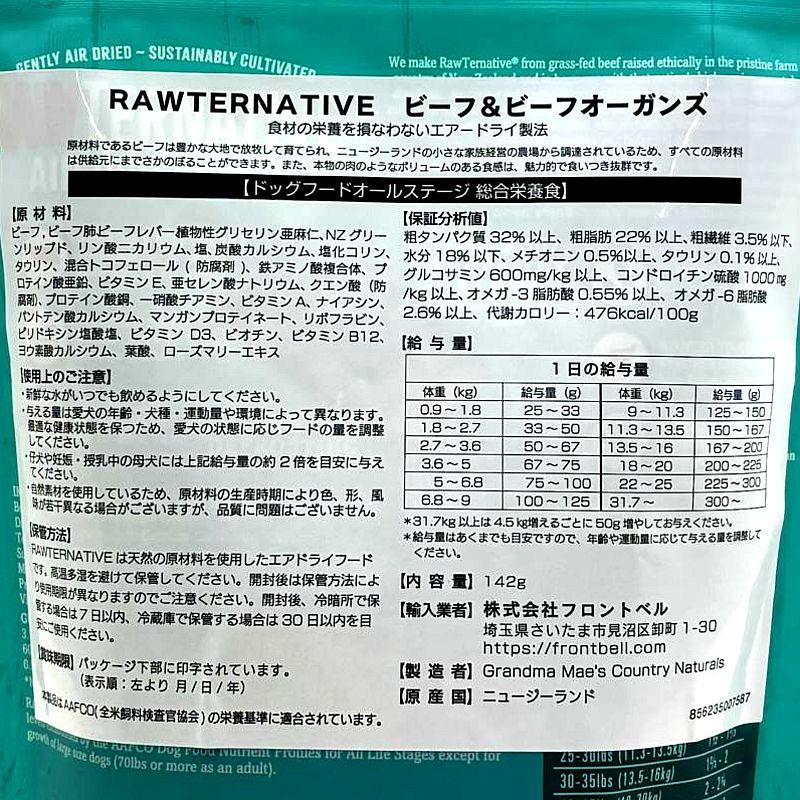 GENTLY AIR DRIED ~ SUSTAINABLY CULTIVATED
We make RawTernative® from grass-fed beef raised ethically in the pristine farm
RAWTERNATIVE ビーフ&ビーフオーガンズ
食材の栄養を損なわないエアードライ製法
原材料であるビーフは豊かな大地で放牧して育てられ、ニュージーランドの小さな家族経営の農場から調達されているため、すべての原材料
は供給元にまでさかのぼることができます。また、本物の肉のようなボリュームのある食感は、魅力的で食いつき抜群です。
【ドッグフードオールステージ 総合栄養食】
【原 材 料】
ビーフ,ビーフ肺ビーフレバー,植物性グリセリン亜麻仁、NZ グリー
ンリップド、リン酸ニカリウム、塩、炭酸カルシウム、塩化コリン、
タウリン、混合トコフェロール ( 防腐剤 )、鉄アミノ酸複合体、プ
ロテイン酸亜鉛、ビタミン E、亜セレン酸ナトリウム、クエン酸 (防
腐剤)、プロテイン酸銅、一硝酸チアミン、ビタミン A、ナイアシン、
パントテン酸カルシウム、マンガンプロテイネート、リボフラビン、
ピリドキシン塩酸塩、ビタミン D3、ビオチン、ビタミン B12、
ヨウ素酸カルシウム、葉酸、ローズマリーエキス
【使用上のご注意】
・新鮮な水がいつでも飲めるようにしてください。
・与える量は愛犬の年齢・犬種・運動量や環境によって異なります。
最適な健康状態を保つため、愛犬の状態に応じフードの量を調整
してください。
・仔犬や妊娠・授乳中の母犬には上記給与量の約 2 倍を目安に与え
てください。
・自然素材を使用しているため、原材料の生産時期により色、形、風
味が若干異なる場合がございますが、品質に問題はございません。
【保管方法】
RAWTERNATIVE は天然の原材料を使用したエアドライフード
です。高温多湿を避けて保管してください。開封後は保管方法によ
り使用期限が異なりますのでご注意ください。開封後、冷暗所で保
管する場合は 7 日以内、冷蔵庫で保管する場合は 30 日以内を目
安にご使用ください。
【賞味期限】パッケージ下部に印字されています。
(表示順：左より 月 / 日 / 年)
本製品は AAFCO( 全米飼料検査官協会 ) の栄養基準に適合されています。
【保証分析値】
粗タンパク質 32% 以上、粗脂肪 22% 以上、粗繊維 3.5% 以下、
水分 18% 以下、メチオニン 0.5%以上、タウリン 0.1% 以上、
グルコサミン 600mg/kg 以上、コンドロイチン硫酸 1000 mg
/kg 以上、オメガ -3 脂肪酸 0.55% 以上、オメガ -6 脂肪酸
2.6% 以上、代謝カロリー：476kcal/100g
【給 与 量】
1 日の給与量
体重 (kg) 給与量 (g) 体重 (kg) 給与量 (g)
0.9～1.8 25～33 9～11.3 125～150
1.8～2.7 33～50 11.3～13.5 150～167
2.7～3.6 50～67 13.5～16 167～200
3.6～5 67～75 18～20 200～225
5～6.8 75～100 22～25 225～300
6.8～9 100～125 31.7～ 300～
＊31.7kg 以上は 4.5 kg増えるごとに 50g 増やしてお与えください。
＊給与量はあくまでも目安ですので、年齢や運動量に応じて与える量を調整して
ください。
【内 容 量】 142g
【輸入業者】 株式会社フロントベル
埼玉県さいたま市見沼区卸町 1-30
https://frontbell.com
【製 造 者】 Grandma Mae's Country Naturals
【原 産 国】 ニュージーランド
856235007587
by the AAFCO Dog Food Nutrient Profiles for All Life Stages except for
growth of large size dogs (70lbs or more as an adult).
25-30lbs (11.3-13.5kg)
30-35lbs (13.5-16kg)